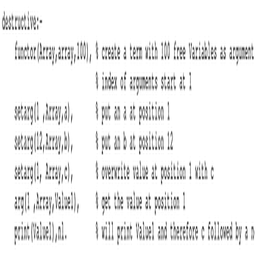 destructive:-
functor(Array,array,100), % create a term with 100 free Variables as argument
% index of arguments start at 1
setarg(1 ,Array,a), % put an a at position 1
setarg(12,Array,b), % put an b at position 12
setarg(1, Array,c), % overwrite value at position 1 with c
arg(1 ,Array,Value1), % get the value at position 1
print(Value1),nl. % will print Value1 and therefore c followed by a n